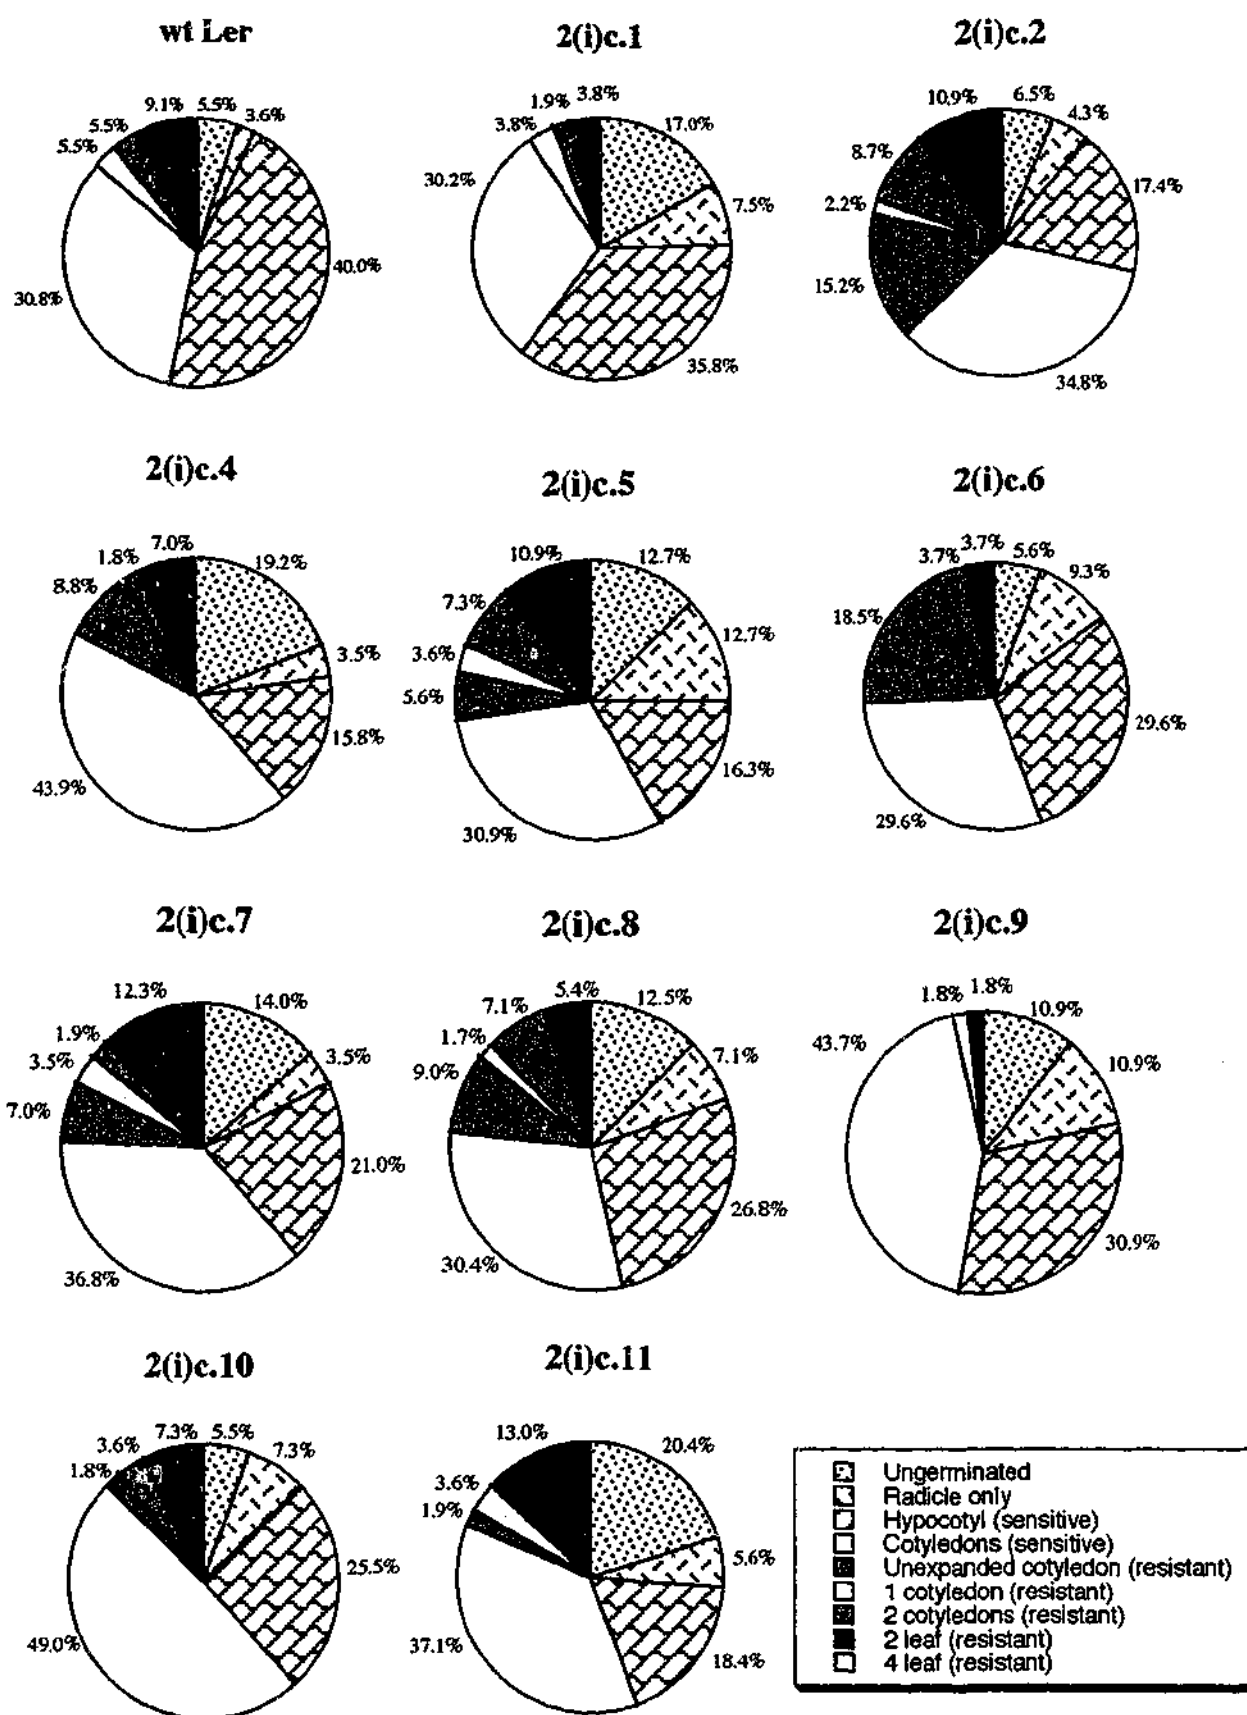 wt Ler
2(i)c.1
2(i)c.2
9.1% 5.5% 3.6%
5.5%
5.5%
40.0%
30.8%
1.9% 3.8%
3.8% 17.0%
30.2%
7.5%
35.8%
10.9% 6.5%
4.3%
8.7%
17.4%
2.2%
15.2%
34.8%
2(i)c.4
2(i)c.5
2(i)c.6
1.8% 7.0%
19.2%
8.8%
3.5%
15.8%
43.9%
10.9% 12.7%
7.3%
12.7%
3.6%
5.6%
16.3%
30.9%
3.7% 3.7% 5.6%
9.3%
18.5%
29.6%
29.6%
2(i)c.7
2(i)c.8
2(i)c.9
12.3% 14.0%
1.9%
3.5% 3.5%
7.0%
21.0%
36.8%
7.1% 5.4% 12.5%
1.7%
7.1%
9.0%
26.8%
30.4%
1.8% 1.8% 10.9%
43.7%
10.9%
30.9%
2(i)c.10
2(i)c.11
3.6% 7.3% 5.5% 7.3%
1.8%
25.5%
49.0%
13.0% 20.4%
3.6%
1.9%
5.6%
37.1%
18.4%
Ungerminated
Radicle only
Hypocotyl (sensitive)
Cotyledons (sensitive)
Unexpanded cotyledon (resistant)
1 cotyledon (resistant)
2 cotyledons (resistant)
2 leaf (resistant)
4 leaf (resistant)